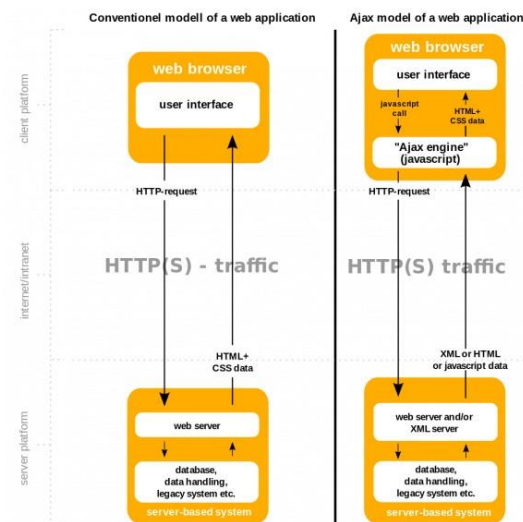 Conventionel modell of a web application
web browser
user interface
HTTP-request
HTTP(S) - traffic
HTML+
CSS data
web server
database,
data handling,
legacy system etc.
server-based system
Ajax model of a web application
web browser
user interface
javascript
call
HTML+
CSS data
"Ajax engine"
(javascript)
HTTP-request
HTTP(S) traffic
XML or HTML
or javascript data
web server and/or
XML server
database,
data handling,
legacy system etc.
server-based system
client platform
internet/intranet
server platform